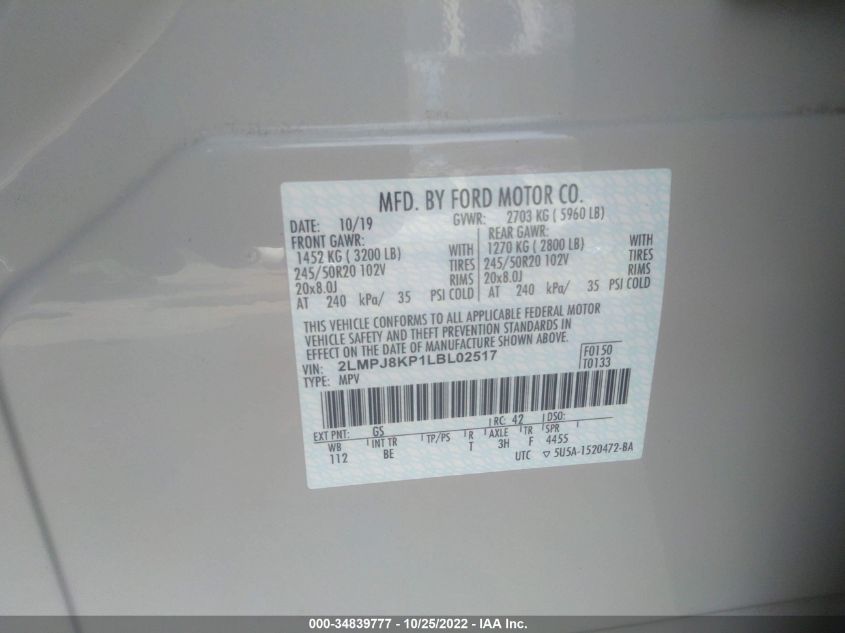 MFD. BY FORD MOTOR CO.
DATE: 10/19 GVWR: 2703 KG ( 5960 LB)
FRONT GAWR: REAR GAWR:
1452 KG ( 3200 LB) WITH 1270 KG ( 2800 LB) WITH
245/50R20 102V TIRES 245/50R20 102V TIRES
20x8.0J RIMS 20x8.0J RIMS
AT 240 kPa/ 35 PSI COLD AT 240 kPa/ 35 PSI COLD
THIS VEHICLE CONFORMS TO ALL APPLICABLE FEDERAL MOTOR
VEHICLE SAFETY AND THEFT PREVENTION STANDARDS IN
EFFECT ON THE DATE OF MANUFACTURE SHOWN ABOVE.
VIN: 2LMPJ8KP1LBL02517 F0150
TYPE: MPV T0133
EXT PNT: GS RC: 42 DSO:
WB INT TR TP/PS R AXLE TR SPR
112 BE T 3H F 4455
UTC ▽ 5U5A-1520472-BA
000-34839777 - 10/25/2022 - IAA Inc.